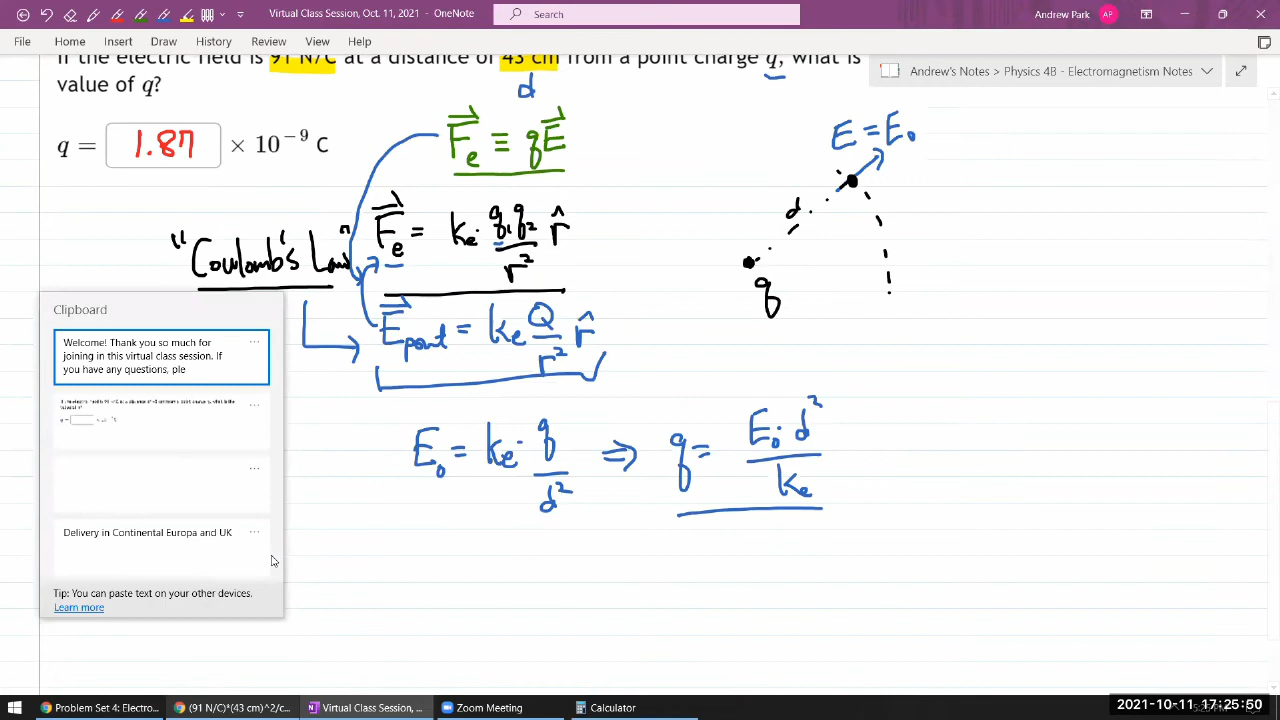 Virtual Class Session, Oct. 11, 2021 - OneNote
Search
Andrew Park
AP
File Home Insert Draw History Review View Help
If the electric field is 91 N/C at a distance of 43 cm from a point charge q, what is
value of q?
Andrew's Notes > Physics 4B - Electromagnetism Notes
d
q = 1.87 × 10⁻⁹ C
F⃗e ≡ qE⃗
E = E₀
"Coulomb's Law"
F⃗e = ke · q₁q₂/r² r̂
d
q
E⃗point = ke Q/r² r̂
E₀ = ke · q/d² ⇒ q = E₀ · d²/ke
Clipboard
Welcome! Thank you so much for
joining in this virtual class session. If
you have any questions, ple
Delivery in Continental Europa and UK
Tip: You can paste text on your other devices.
Learn more
Problem Set 4: Electro...
(91 N/C)*(43 cm)^2/c...
Virtual Class Session, ...
Zoom Meeting
Calculator
2021-10-11 17:25:50